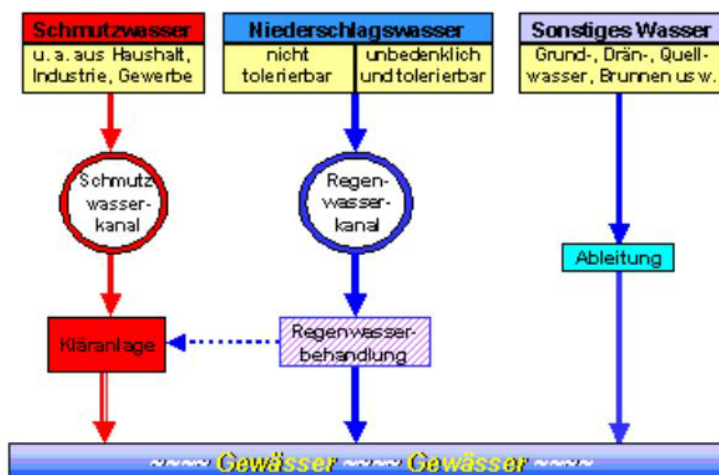 Schmutzwasser
u. a. aus Haushalt,
Industrie, Gewerbe
Niederschlagswasser
nicht
tolerierbar
unbedenklich
und tolerierbar
Sonstiges Wasser
Grund-, Drän-, Quell-
wasser, Brunnen usw.
Schmutz
wasser-
kanal
Regen-
wasser-
kanal
Ableitung
Kläranlage
Regenwasser-
behandlung
~~~~ Gewässer ~~~~ Gewässer ~~~~